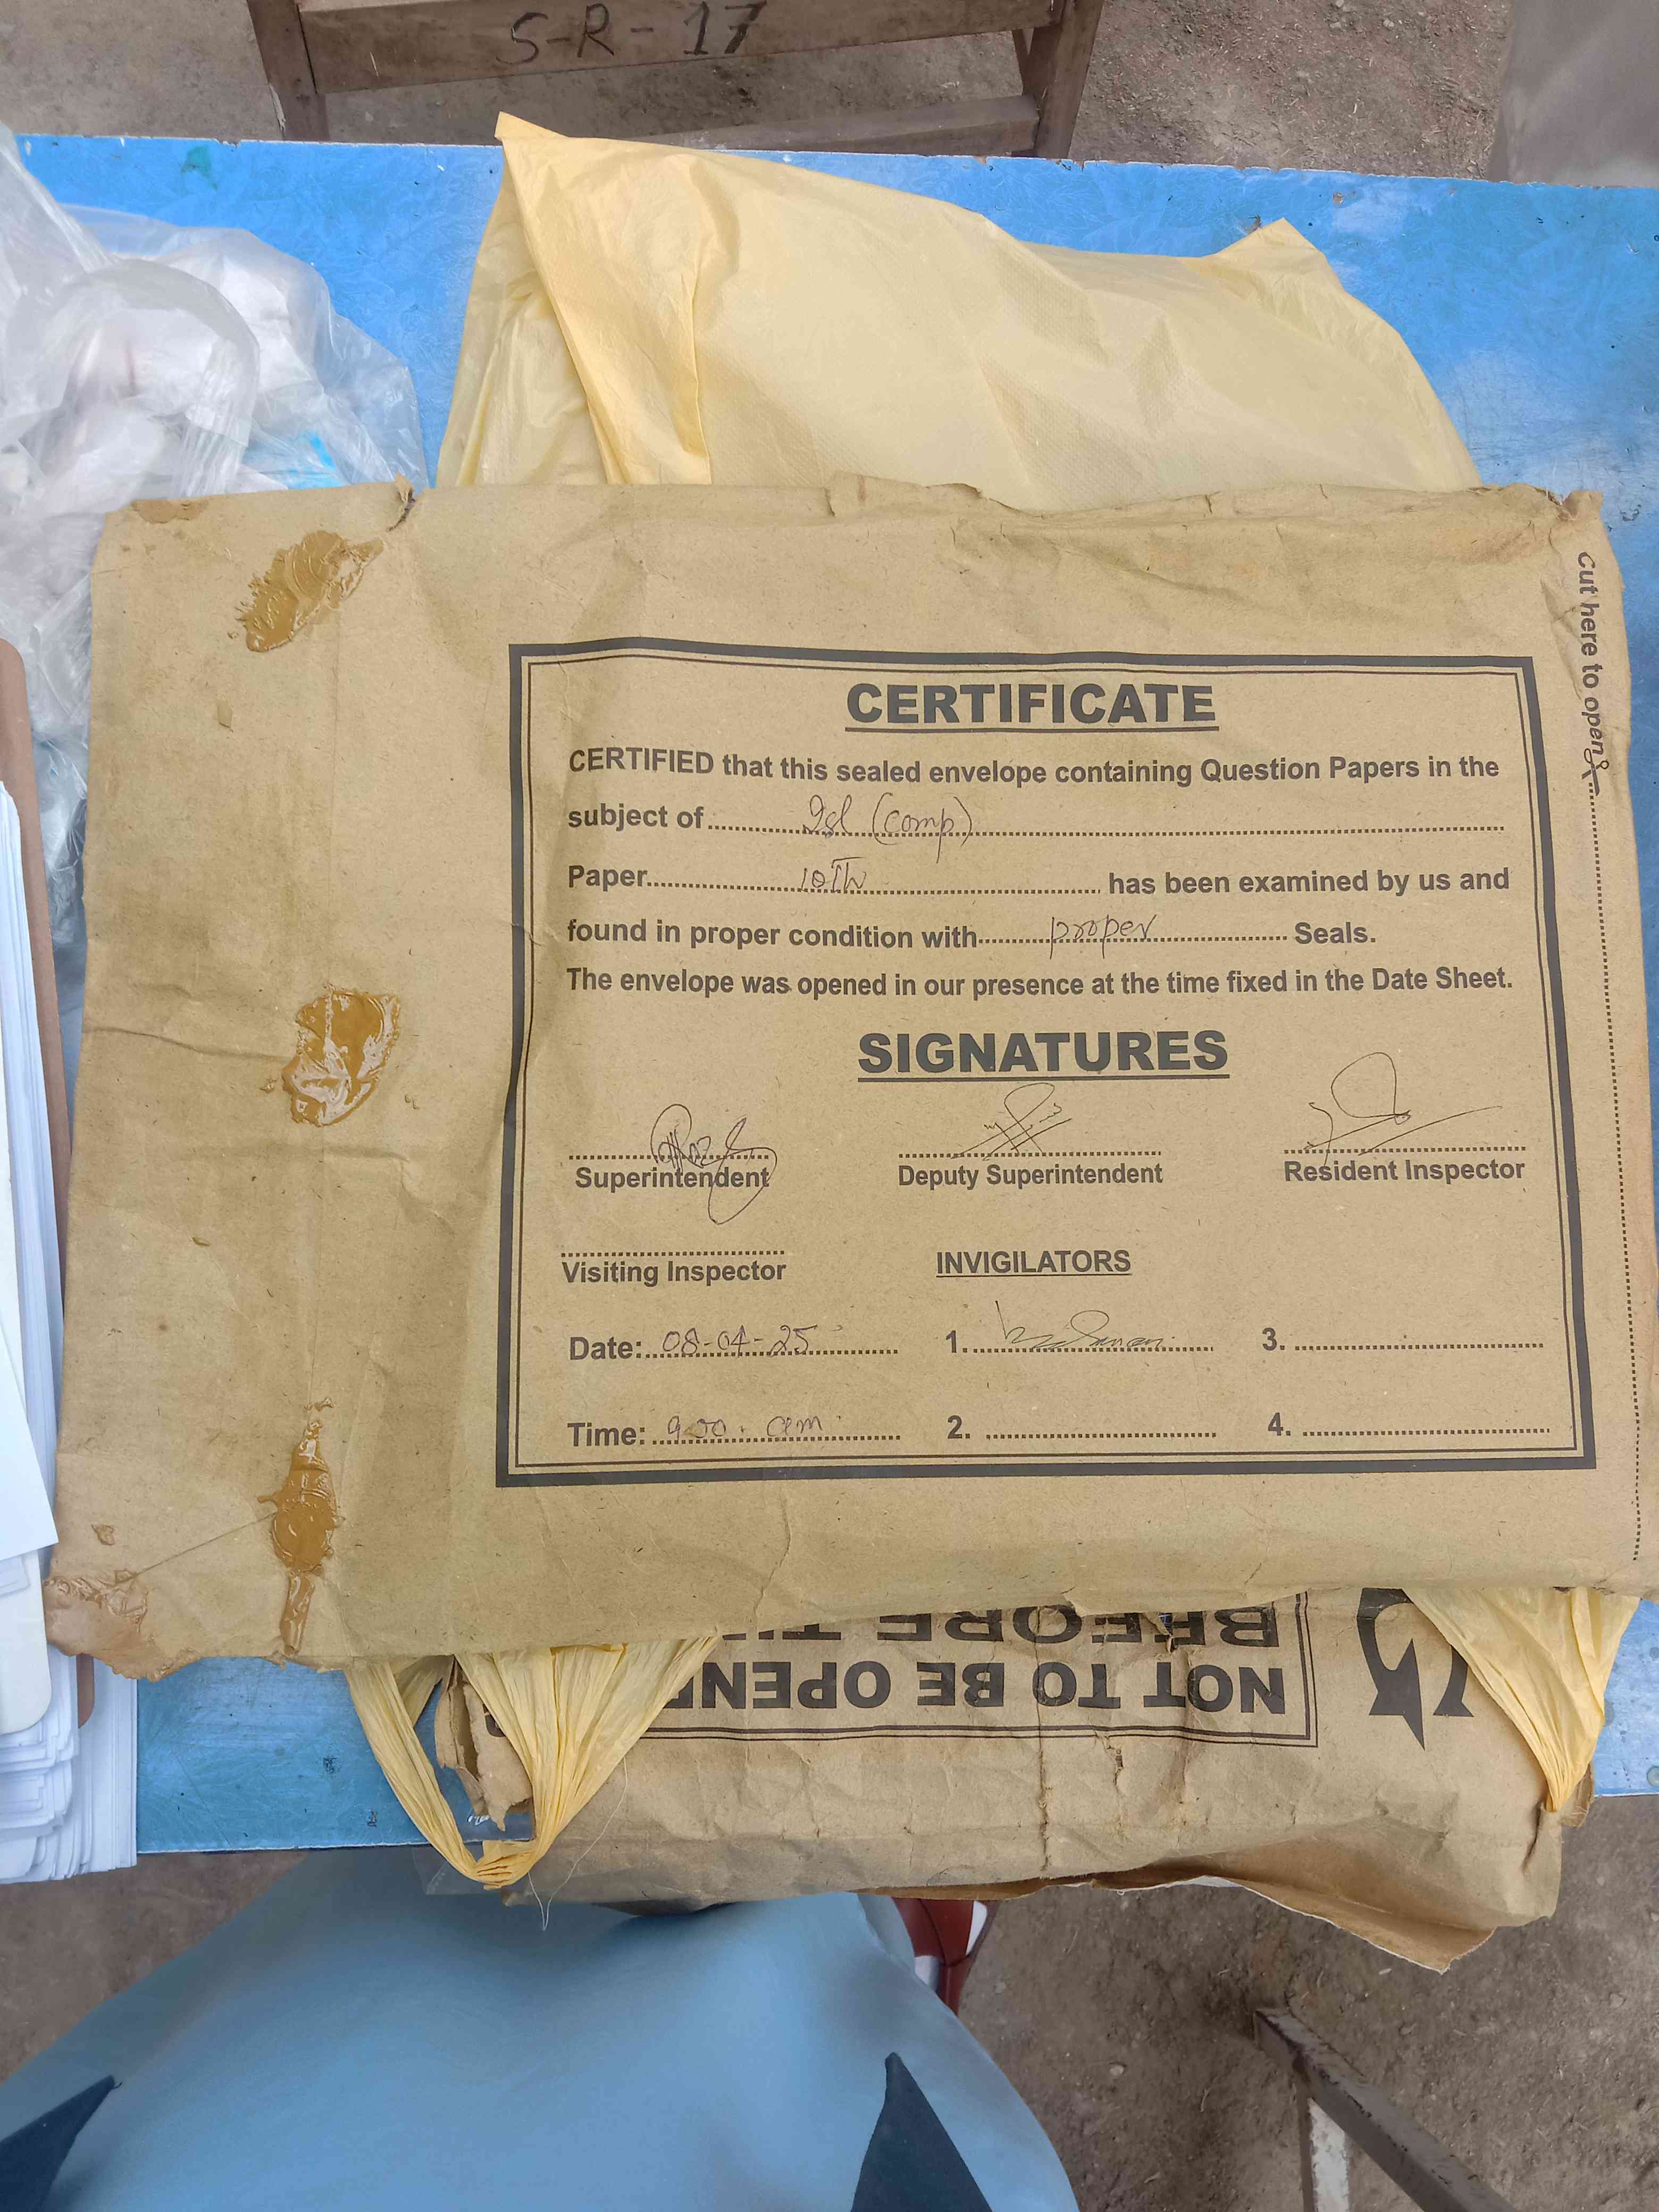 S-R-17
Cut here to open
CERTIFICATE
CERTIFIED that this sealed envelope containing Question Papers in the
subject of Isl (comp)
Paper 10Th has been examined by us and
found in proper condition with proper Seals.
The envelope was opened in our presence at the time fixed in the Date Sheet.
SIGNATURES
Superintendent Deputy Superintendent Resident Inspector
Visiting Inspector INVIGILATORS
Date: 08-04-25 1. 3.
Time: 9:00 am 2. 4.
NOT TO BE OPENE
BEFORE T